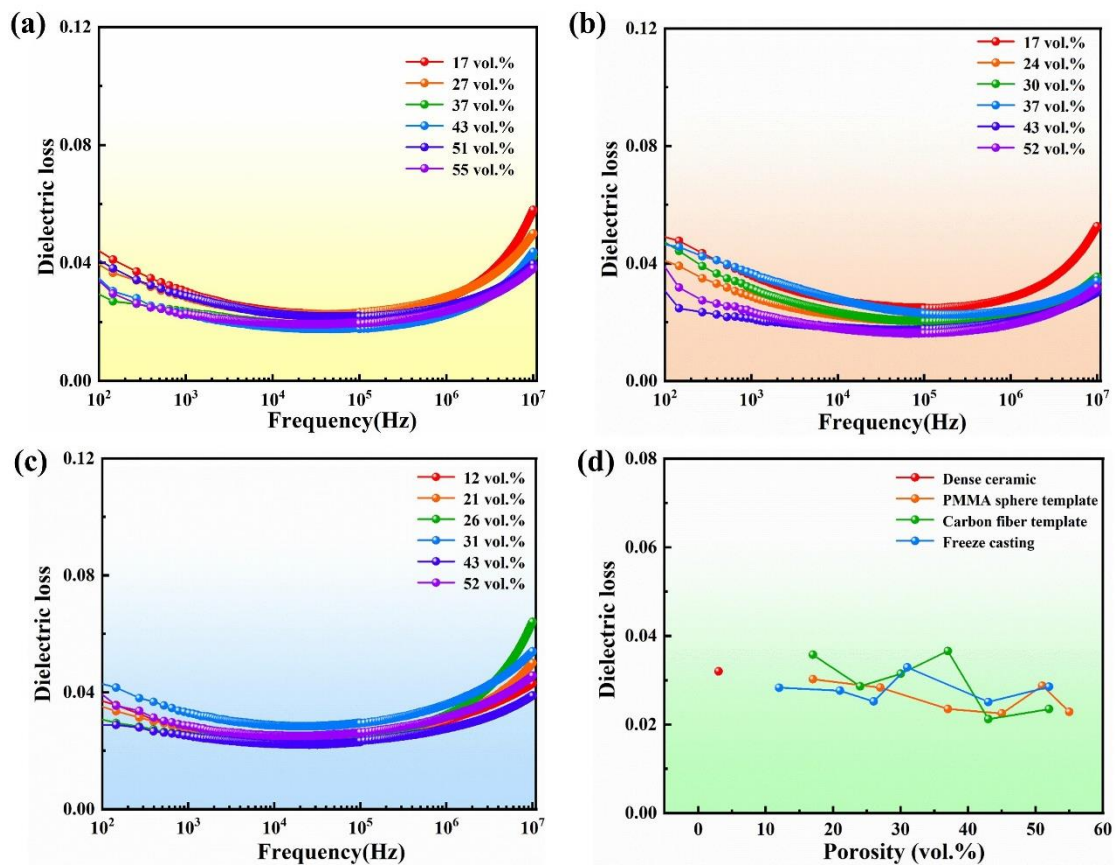 (a)
0.12
0.08
0.04
0.00
Dielectric loss
17 vol.%
27 vol.%
37 vol.%
43 vol.%
51 vol.%
55 vol.%
10² 10³ 10⁴ 10⁵ 10⁶ 10⁷
Frequency(Hz)
(b)
0.12
0.08
0.04
0.00
Dielectric loss
17 vol.%
24 vol.%
30 vol.%
37 vol.%
43 vol.%
52 vol.%
10² 10³ 10⁴ 10⁵ 10⁶ 10⁷
Frequency(Hz)
(c)
0.12
0.08
0.04
0.00
Dielectric loss
12 vol.%
21 vol.%
26 vol.%
31 vol.%
43 vol.%
52 vol.%
10² 10³ 10⁴ 10⁵ 10⁶ 10⁷
Frequency(Hz)
(d)
0.08
0.06
0.04
0.02
0.00
Dielectric loss
Dense ceramic
PMMA sphere template
Carbon fiber template
Freeze casting
0 10 20 30 40 50 60
Porosity (vol.%)